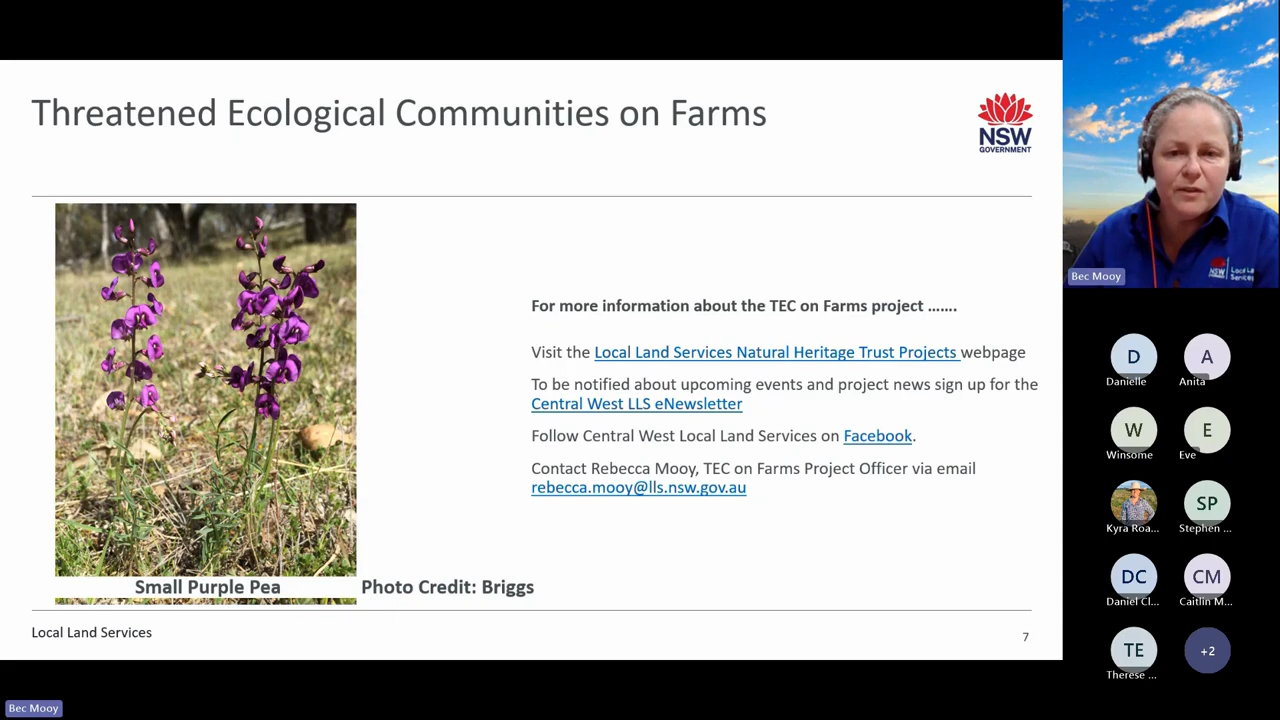 Threatened Ecological Communities on Farms
NSW
GOVERNMENT
For more information about the TEC on Farms project .......
Visit the Local Land Services Natural Heritage Trust Projects webpage
To be notified about upcoming events and project news sign up for the
Central West LLS eNewsletter
Follow Central West Local Land Services on Facebook.
Contact Rebecca Mooy, TEC on Farms Project Officer via email
rebecca.mooy@lls.nsw.gov.au
Small Purple Pea
Photo Credit: Briggs
Local Land Services
7
Bec Mooy
NSW
D
Danielle
A
Anita
W
Winsome
E
Eve
Kyra Roa...
SP
Stephen ...
DC
Daniel Cl...
CM
Caitlin M...
TE
Therese ...
+2
Bec Mooy